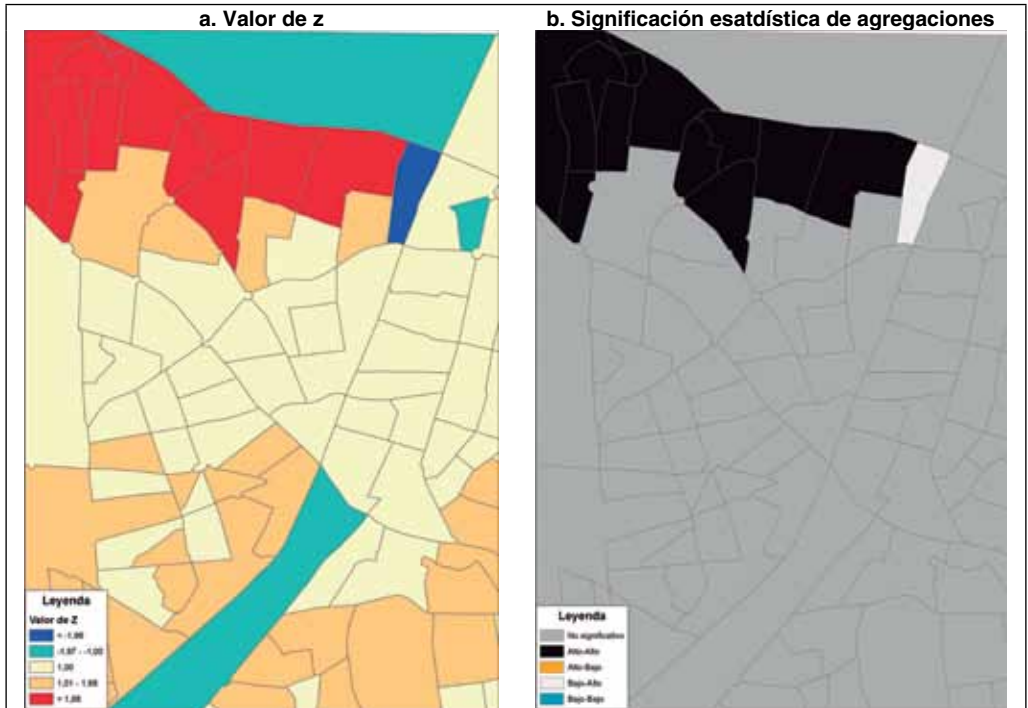 a. Valor de z
b. Significación esatdística de agregaciones
Leyenda
Valor de Z
< -1,96
-1,97 - -1,00
1,00
1,01 - 1,96
> 1,96
Leyenda
No significativo
Alto-Alto
Alto-Bajo
Bajo-Alto
Bajo-Bajo